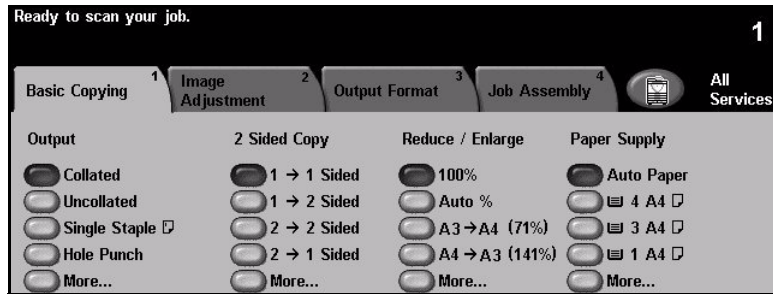 Ready to scan your job.
1
Basic Copying 1
Image Adjustment 2
Output Format 3
Job Assembly 4
All Services
Output
Collated
Uncollated
Single Staple
Hole Punch
More...
2 Sided Copy
1 → 1 Sided
1 → 2 Sided
2 → 2 Sided
2 → 1 Sided
More...
Reduce / Enlarge
100%
Auto %
A3→A4 (71%)
A4→A3 (141%)
More...
Paper Supply
Auto Paper
4 A4
3 A4
1 A4
More...